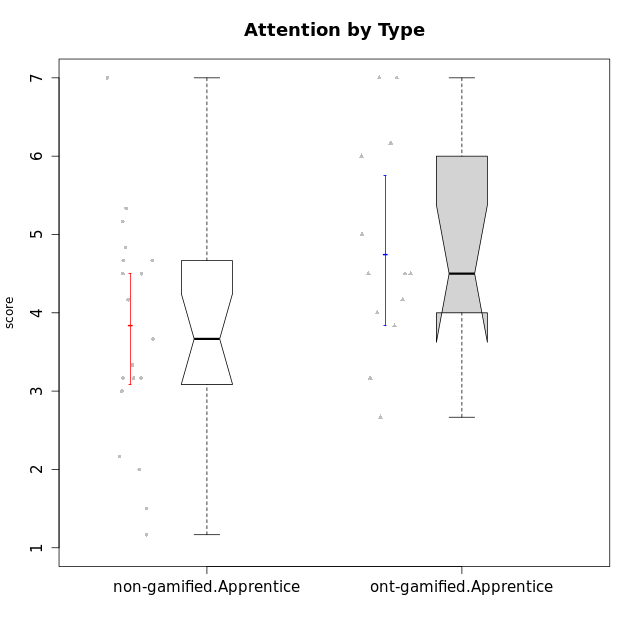 Attention by Type
7
6
5
4
3
2
1
score
non-gamified.Apprentice
ont-gamified.Apprentice